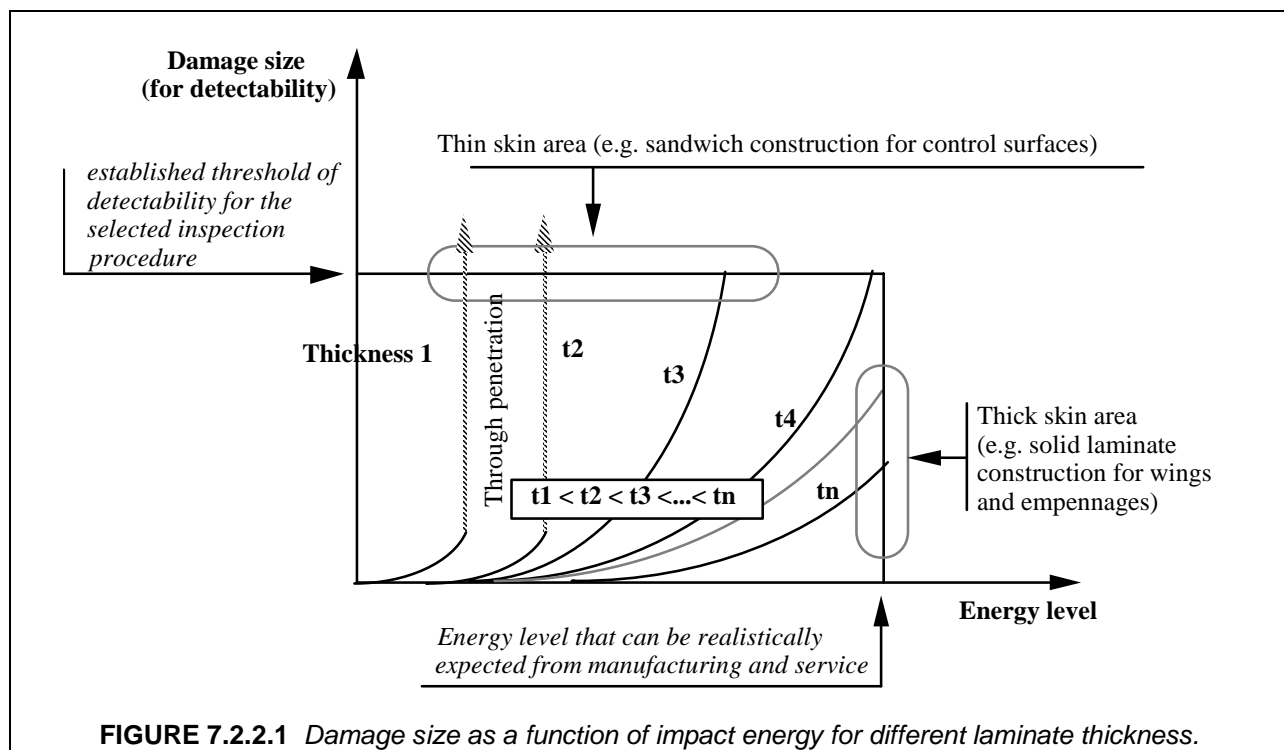 Damage size
(for detectability)
Thin skin area (e.g. sandwich construction for control surfaces)
established threshold of
detectability for the
selected inspection
procedure
Thickness 1
Through penetration
t2
t3
t4
tn
t1 < t2 < t3 <...< tn
Thick skin area
(e.g. solid laminate
construction for wings
and empennages)
Energy level
Energy level that can be realistically
expected from manufacturing and service
FIGURE 7.2.2.1 Damage size as a function of impact energy for different laminate thickness.